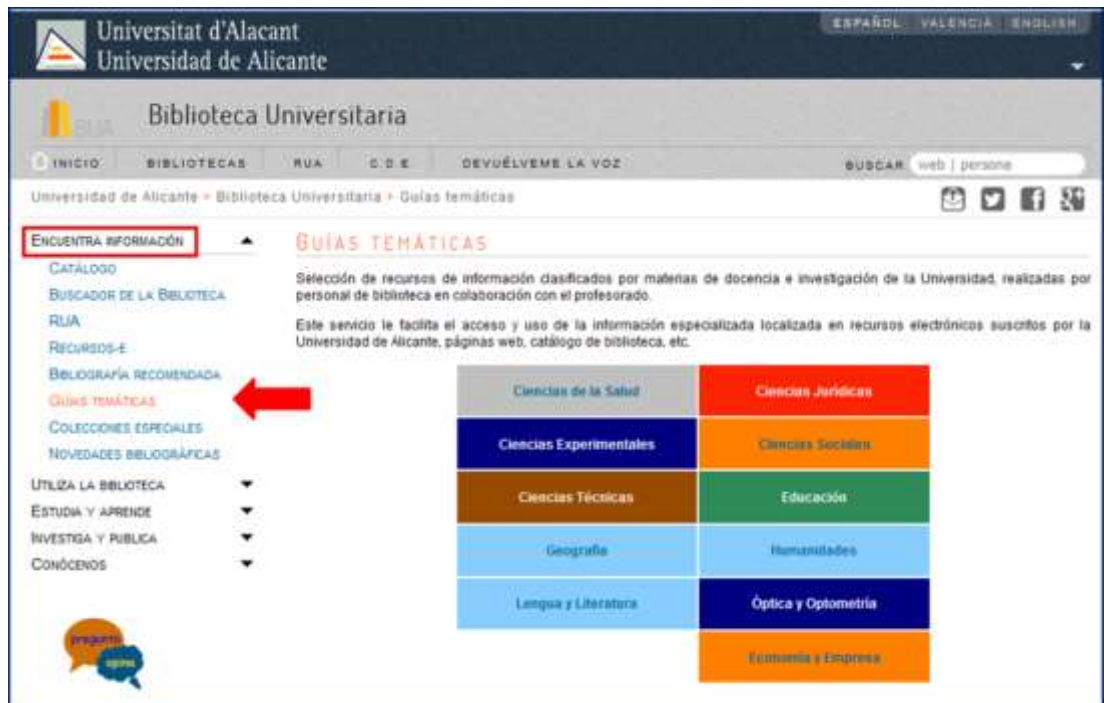 Universitat d'Alacant
Universidad de Alicante
ESPAÑOL VALENCIÀ ENGLISH
BUA
Biblioteca Universitaria
INICIO BIBLIOTECAS RUA C.D.E DEVUÉLVEME LA VOZ BUSCAR web | persona
Universidad de Alicante > Biblioteca Universitaria > Guías temáticas
ENCUENTRA INFORMACIÓN
CATÁLOGO
BUSCADOR DE LA BIBLIOTECA
RUA
RECURSOS-E
BIBLIOGRAFÍA RECOMENDADA
GUÍAS TEMÁTICAS
COLECCIONES ESPECIALES
NOVEDADES BIBLIOGRÁFICAS
UTILIZA LA BIBLIOTECA
ESTUDIA Y APRENDE
INVESTIGA Y PUBLICA
CONÓCENOS
pregunta
opina
GUÍAS TEMÁTICAS
Selección de recursos de información clasificados por materias de docencia e investigación de la Universidad, realizadas por
personal de biblioteca en colaboración con el profesorado.
Este servicio le facilita el acceso y uso de la información especializada localizada en recursos electrónicos suscritos por la
Universidad de Alicante, páginas web, catálogo de biblioteca, etc.
Ciencias de la Salud Ciencias Jurídicas
Ciencias Experimentales Ciencias Sociales
Ciencias Técnicas Educación
Geografía Humanidades
Lengua y Literatura Óptica y Optometría
Economía y Empresa